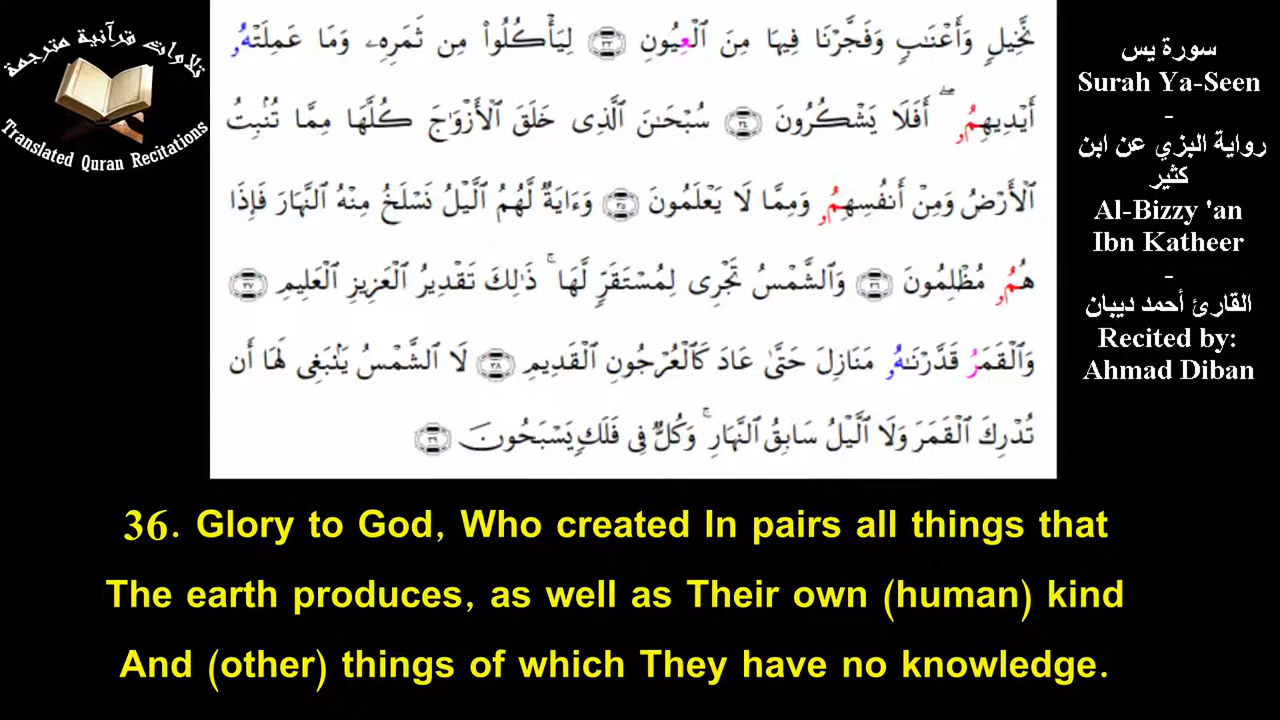 تلاوات قرآنية مترجمة
Translated Quran Recitations
نَّخِيلٖ وَأَعْنَٰبٖ وَفَجَّرْنَا فِيهَا مِنَ ٱلْعِيُونِ ٣٣ لِيَأْكُلُوا۟ مِن ثَمَرِهِۦ وَمَا عَمِلَتْهُۥ
أَيْدِيهِمُۥۖ أَفَلَا يَشْكُرُونَ ٣٤ سُبْحَٰنَ ٱلَّذِى خَلَقَ ٱلْأَزْوَٰجَ كُلَّهَا مِمَّا تُنۢبِتُ
ٱلْأَرْضُ وَمِنْ أَنفُسِهِمُۥ وَمِمَّا لَا يَعْلَمُونَ ٣٥ وَءَايَةٞ لَّهُمُ ٱلَّيْلُ نَسْلَخُ مِنْهُ ٱلنَّهَارَ فَإِذَا
هُمُۥ مُظْلِمُونَ ٣٦ وَٱلشَّمْسُ تَجْرِى لِمُسْتَقَرّٖ لَّهَاۚ ذَٰلِكَ تَقْدِيرُ ٱلْعَزِيزِ ٱلْعَلِيمِ ٣٧
وَٱلْقَمَرُ قَدَّرْنَٰهُۥ مَنَازِلَ حَتَّىٰ عَادَ كَٱلْعُرْجُونِ ٱلْقَدِيمِ ٣٨ لَا ٱلشَّمْسُ يَنۢبَغِى لَهَا أَن
تُدْرِكَ ٱلْقَمَرَ وَلَا ٱلَّيْلُ سَابِقُ ٱلنَّهَارِۚ وَكُلّٞ فِى فَلَكٖ يَسْبَحُونَ ٣٩
سورة يس
Surah Ya-Seen
-
رواية البزي عن ابن
كثير
Al-Bizzy 'an
Ibn Katheer
-
القارئ أحمد ديبان
Recited by:
Ahmad Diban
36. Glory to God, Who created In pairs all things that
The earth produces, as well as Their own (human) kind
And (other) things of which They have no knowledge.